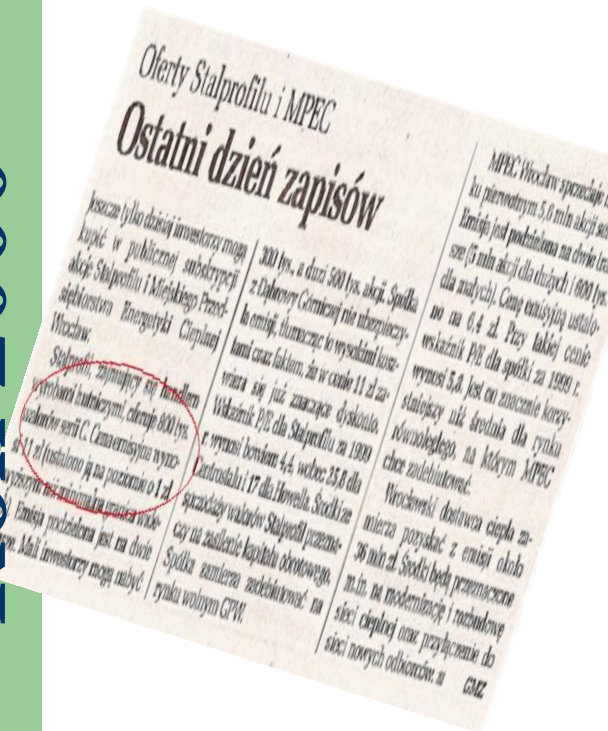 Oferty Stalprofilu i MPEC
Ostatni dzień zapisów
Jeszcze tylko dzisiaj inwestorzy mogą
kupić w publicznej subskrypcji
akcje Stalprofilu i Miejskiego Przed-
siębiorstwa Energetyki Cieplnej
Wrocław.
Stalprofil, zajmujący się handlem
wyrobami hutniczymi, oferuje 800 tys.
walorów serii C. Cena emisyjna wyno-
11 zł (ustalono ją na poziomie o 1 zł
Emisja podzielona jest na dwie
Mali inwestorzy mogą nabyć
300 tys., a duzi 500 tys. akcji. Spółka
z Dąbrowy Górniczej nie ubezpieczy-
ła emisji, tłumacząc to wysokimi kosz-
tami oraz faktem, że w cenie 11 zł za-
wiera się już znaczące dyskonto.
Wskaźnik P/E dla Stalprofilu za 1999
r. wynosi bowiem 4,4, wobec 25,8 dla
i 17 dla Howella. Środki ze
sprzedaży walorów Stalprofil przezna-
czy na zasilenie kapitału obrotowego.
Spółka zamierza zadebiutować na
rynku wolnym GPW.
MPEC Wrocław sprzedaje
ku pierwotnym 5,6 mln akcji
Emisja jest podzielona na dwie
sze (5 mln akcji dla dużych i 600 tys.
dla małych). Cenę emisyjną ustalo-
no na 6,4 zł. Przy takiej cenie
wskaźnik P/E dla spółki za 1999 r.
wynosi 5,8. Jest on znacznie korzy-
stniejszy niż średnia dla rynku
równoległego, na którym MPEC
chce zadebiutować.
Wrocławski dostawca ciepła za-
mierza pozyskać z emisji około
36 mln zł. Środki będą przeznaczone
m.in. na modernizację i rozbudowę
sieci cieplnej oraz przyłączenie do
sieci nowych odbiorców.
GMZ